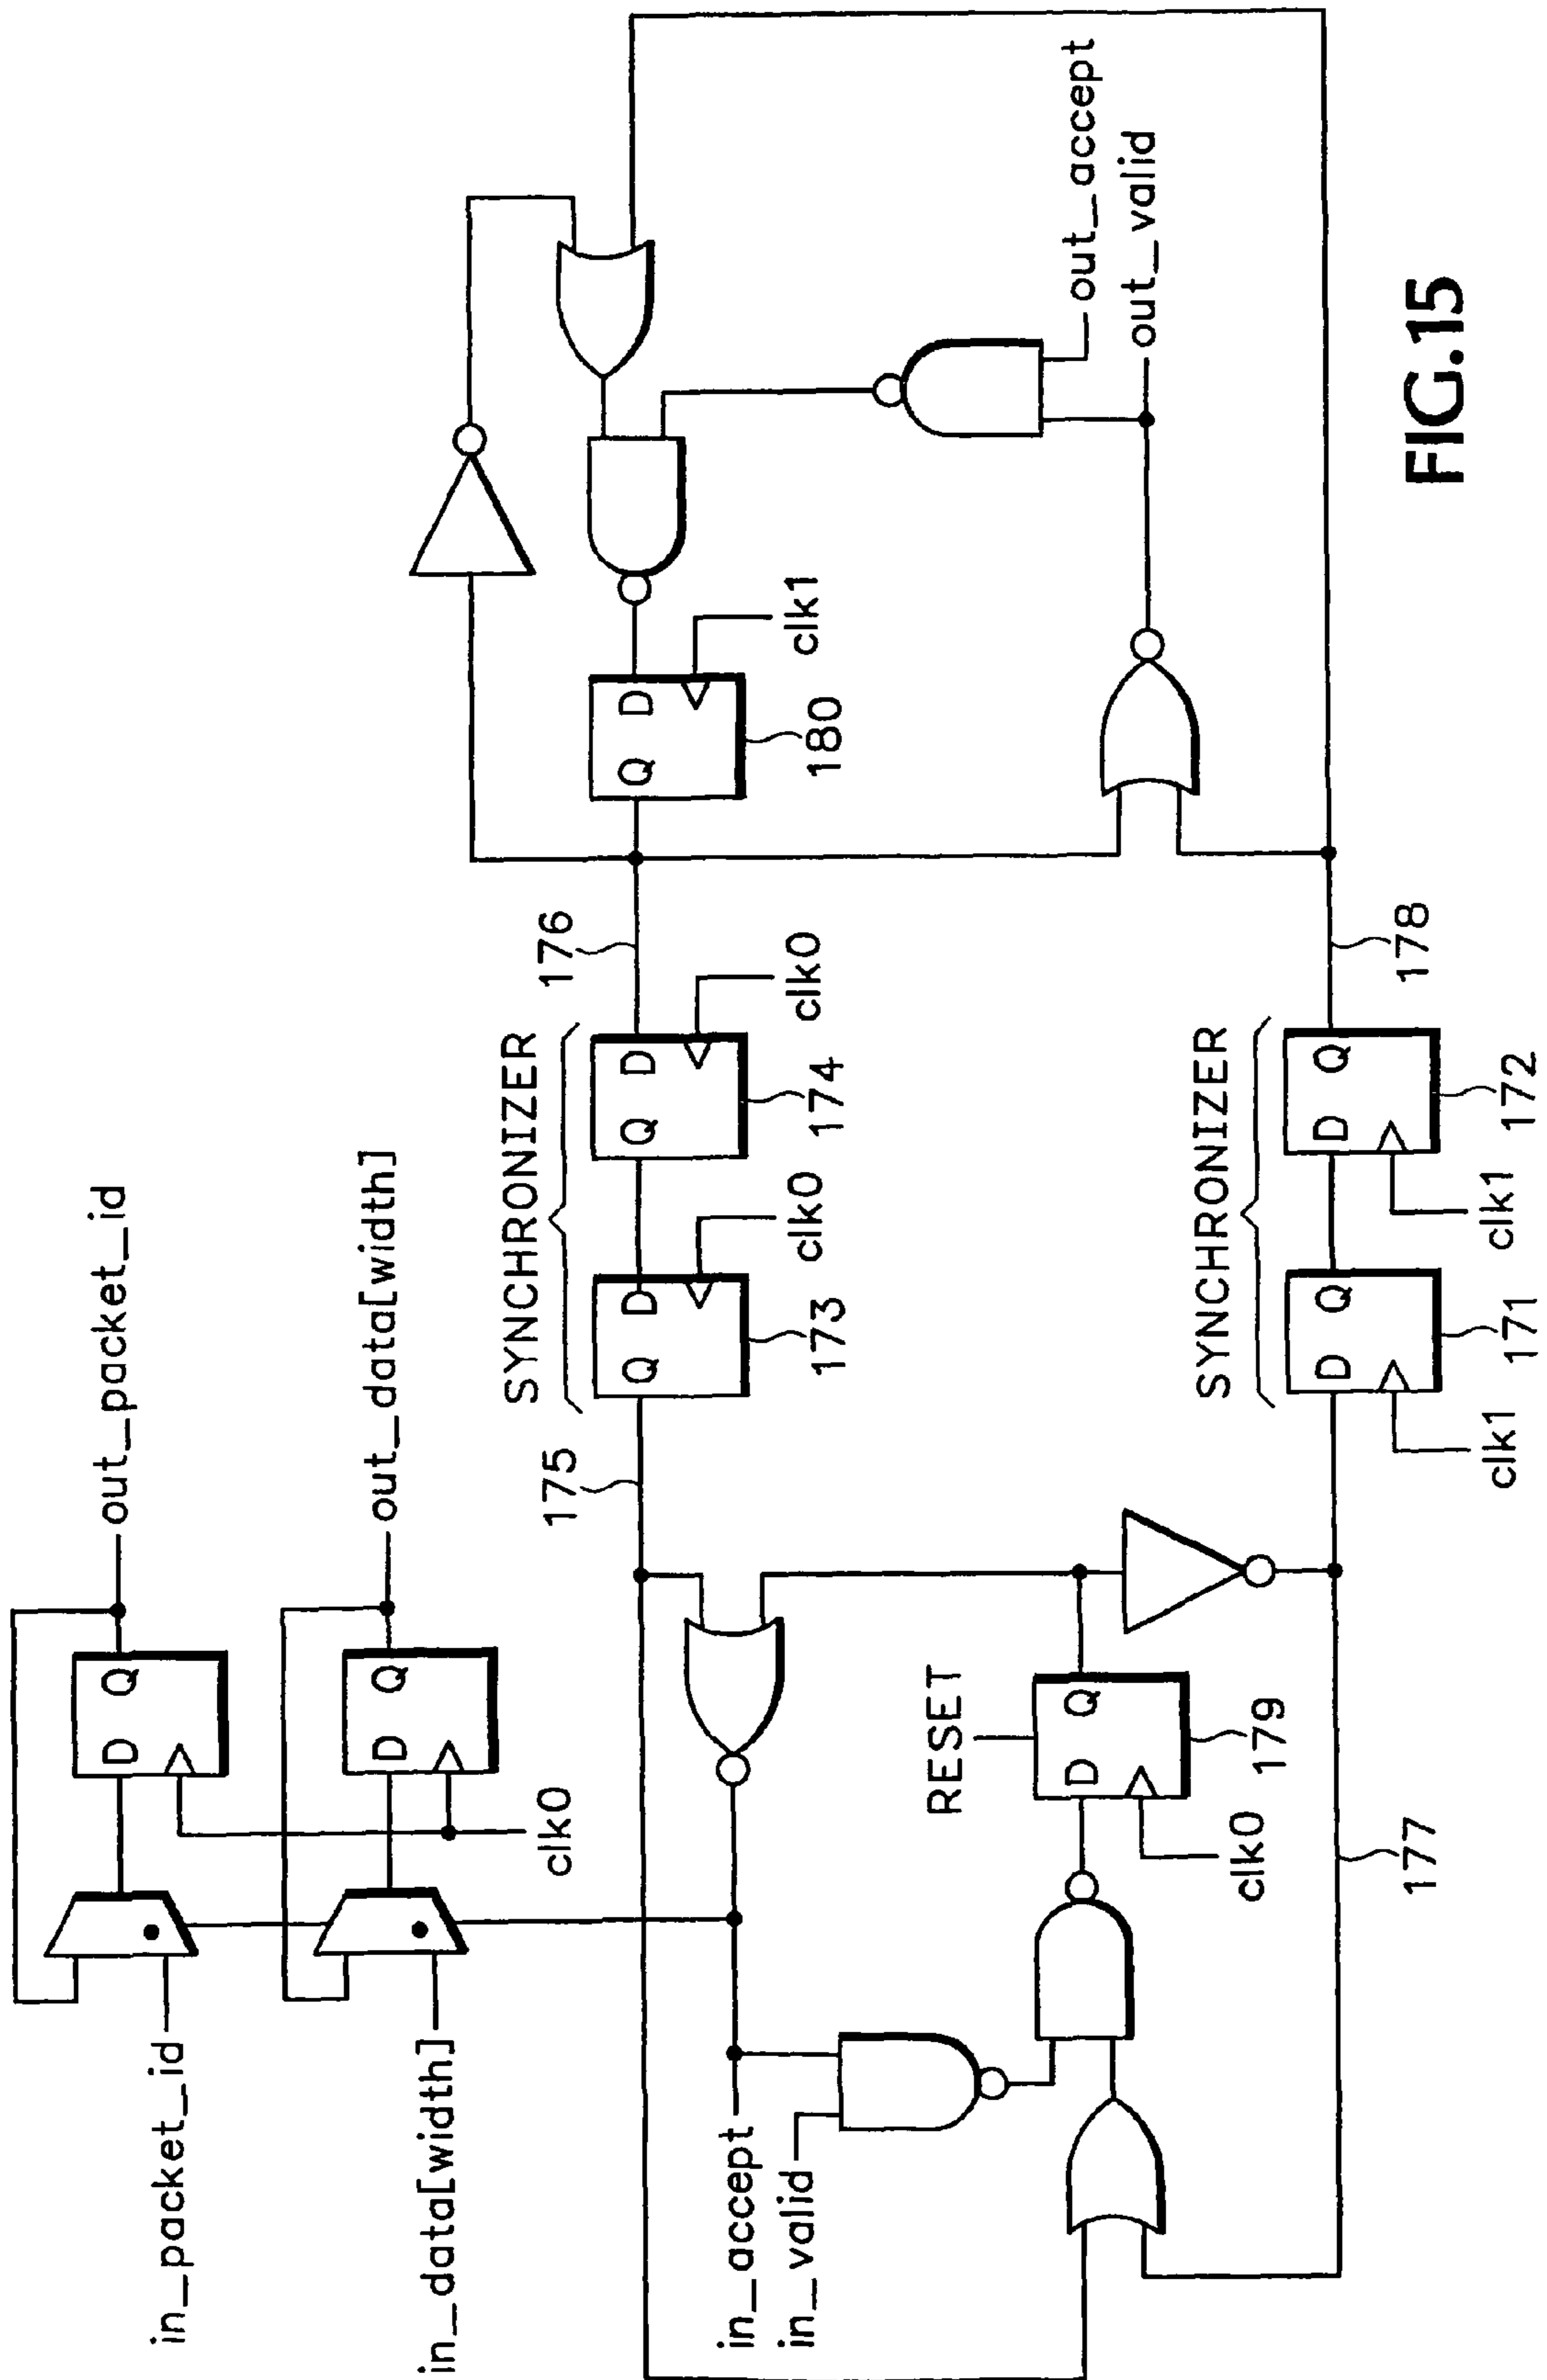 in_packet_id
D Q
out_packet_id
in_data[width]
D Q
out_data[width]
clk0
in_accept
in_valid
175
SYNCHRONIZER
Q D
clk0
173
Q D
clk0
174
176
Q D
clk1
180
RESET
D Q
clk0
179
177
SYNCHRONIZER
D Q
clk1
171
D Q
clk1
172
178
out_accept
out_valid
FIG.15